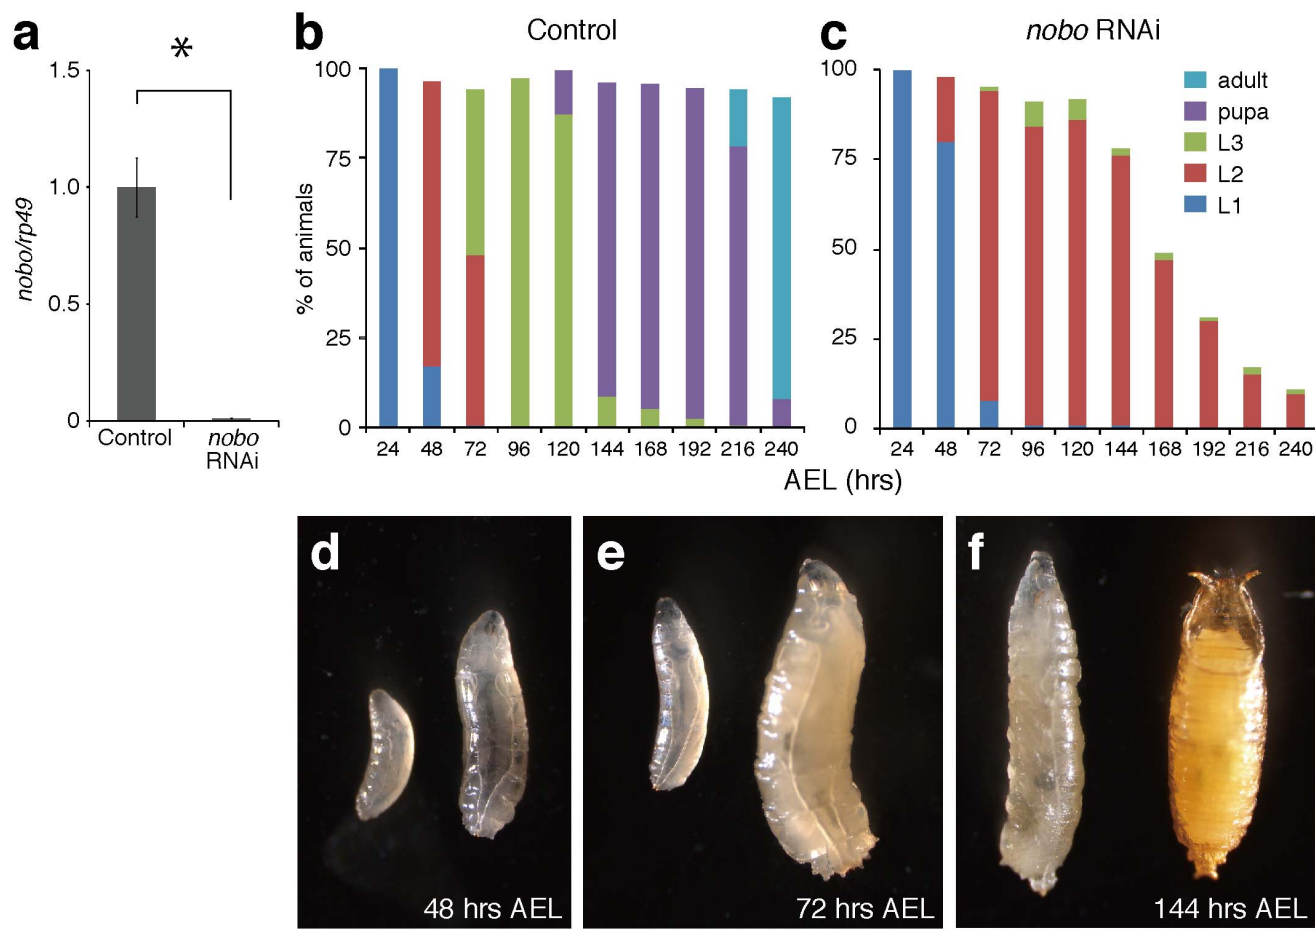 a
*
1.5
1.0
0.5
0
nobo/rp49
Control
nobo
RNAi
b
Control
100
75
50
25
0
% of animals
24 48 72 96 120 144 168 192 216 240
c
nobo RNAi
100
75
50
25
0
adult
pupa
L3
L2
L1
24 48 72 96 120 144 168 192 216 240
AEL (hrs)
d
48 hrs AEL
e
72 hrs AEL
f
144 hrs AEL